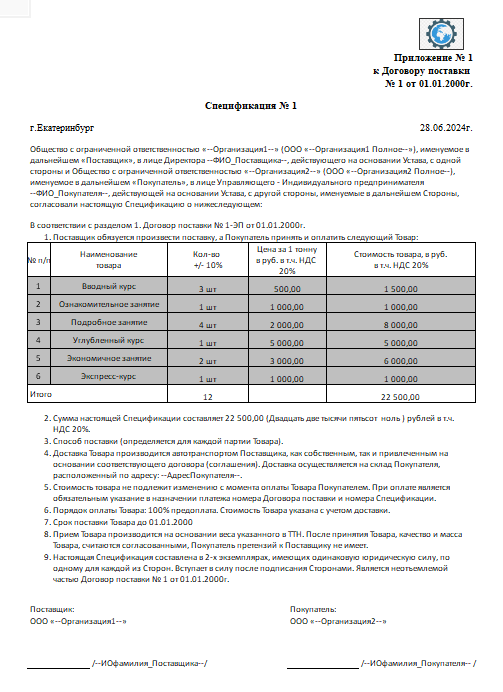 Приложение № 1
к Договору поставки
№ 1 от 01.01.2000г.
Спецификация № 1
г.Екатеринбург 28.06.2024г.
Общество с ограниченной ответственностью «--Организация1--» (ООО «--Организация1 Полное--»), именуемое в
дальнейшем «Поставщик», в лице Директора --ФИО_Поставщика--, действующего на основании Устава, с одной
стороны и Общество с ограниченной ответственностью «--Организация2--» (ООО «--Организация2 Полное--),
именуемое в дальнейшем «Покупатель», в лице Управляющего - Индивидуального предпринимателя
--ФИО_Покупателя--, действующей на основании Устава, с другой стороны, именуемые в дальнейшем Стороны,
согласовали настоящую Спецификацию о нижеследующем:
В соответствии с разделом 1. Договор поставки № 1-ЭП от 01.01.2000г.
1. Поставщик обязуется произвести поставку, а Покупатель принять и оплатить следующий Товар:
№ п/п Наименование товара Кол-во +/- 10% Цена за 1 тонну в руб. в т.ч. НДС 20% Стоимость товара, в руб. в т.ч. НДС 20%
1 Вводный курс 3 шт 500,00 1 500,00
2 Ознакомительное занятие 1 шт 1 000,00 1 000,00
3 Подробное занятие 4 шт 2 000,00 8 000,00
4 Углубленный курс 1 шт 5 000,00 5 000,00
5 Экономичное занятие 2 шт 3 000,00 6 000,00
6 Экспресс-курс 1 шт 1 000,00 1 000,00
Итого 12 22 500,00
2. Сумма настоящей Спецификации составляет 22 500,00 (Двадцать две тысячи пятьсот ноль ) рублей в т.ч.
НДС 20%.
3. Способ поставки (определяется для каждой партии Товара).
4. Доставка Товара производится автотранспортом Поставщика, как собственным, так и привлеченным на
основании соответствующего договора (соглашения). Доставка осуществляется на склад Покупателя,
расположенный по адресу: --АдресПокупателя--.
5. Стоимость товара не подлежит изменению с момента оплаты Товара Покупателем. При оплате является
обязательным указание в назначении платежа номера Договора поставки и номера Спецификации.
6. Порядок оплаты Товара: 100% предоплата. Стоимость Товара указана с учетом доставки.
7. Срок поставки Товара до 01.01.2000
8. Прием Товара производится на основании веса указанного в ТТН. После принятия Товара, качество и масса
Товара, считаются согласованными, Покупатель претензий к Поставщику не имеет.
9. Настоящая Спецификация составлена в 2-х экземплярах, имеющих одинаковую юридическую силу, по
одному для каждой из Сторон. Вступает в силу после подписания Сторонами. Является неотъемлемой
частью Договор поставки № 1 от 01.01.2000г.
Поставщик: Покупатель:
ООО «--Организация1--» ООО «--Организация2--»
/--ИОфамилия_Поставщика--/ /--ИОфамилия_Покупателя-- /